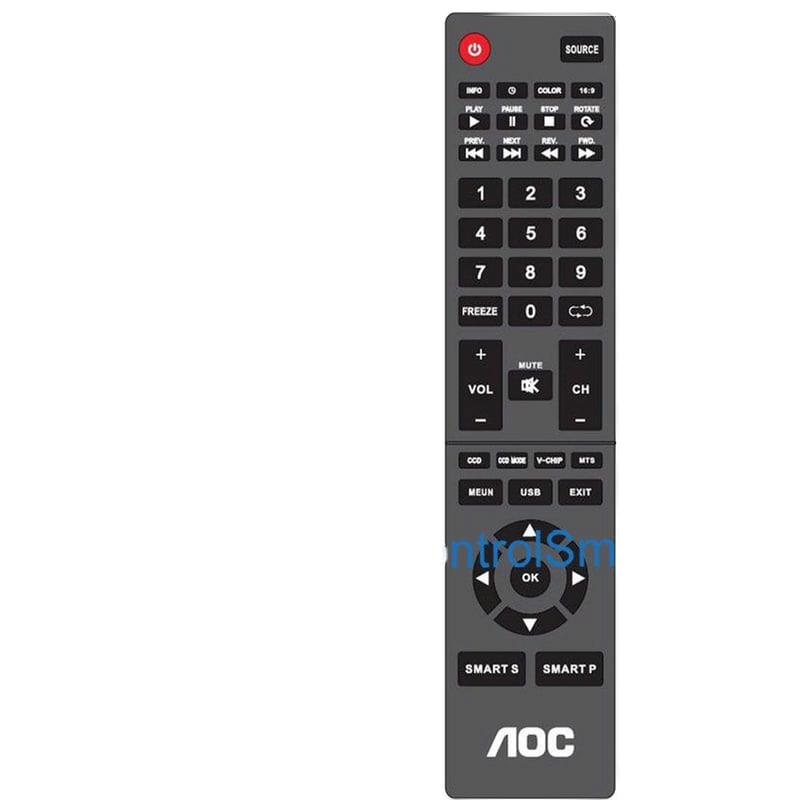 SOURCE
INFO COLOR 16:9
PLAY PAUSE STOP ROTATE
PREV. NEXT REV. FWD.
1 2 3
4 5 6
7 8 9
FREEZE 0
+ +
MUTE
VOL CH
- -
CCD CCD MODE V-CHIP MTS
MEUN USB EXIT
ntrolSm
OK
SMART S SMART P
AOC